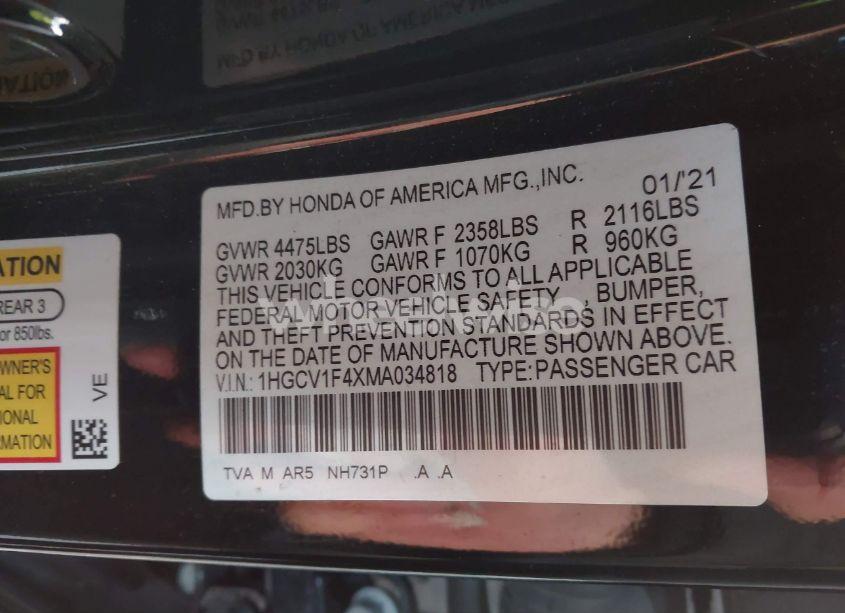 MFD.BY HONDA OF AMERICA MFG.,INC. 01/'21
GVWR 4475LBS GAWR F 2358LBS R 2116LBS
GVWR 2030KG GAWR F 1070KG R 960KG
THIS VEHICLE CONFORMS TO ALL APPLICABLE
FEDERAL MOTOR VEHICLE SAFETY , BUMPER,
AND THEFT PREVENTION STANDARDS IN EFFECT
ON THE DATE OF MANUFACTURE SHOWN ABOVE.
V.I.N.: 1HGCV1F4XMA034818 TYPE:PASSENGER CAR
TVA M AR5 NH731P .A .A
ATION
REAR 3
or 850lbs.
OWNER'S
AL FOR
IONAL
RMATION
VE